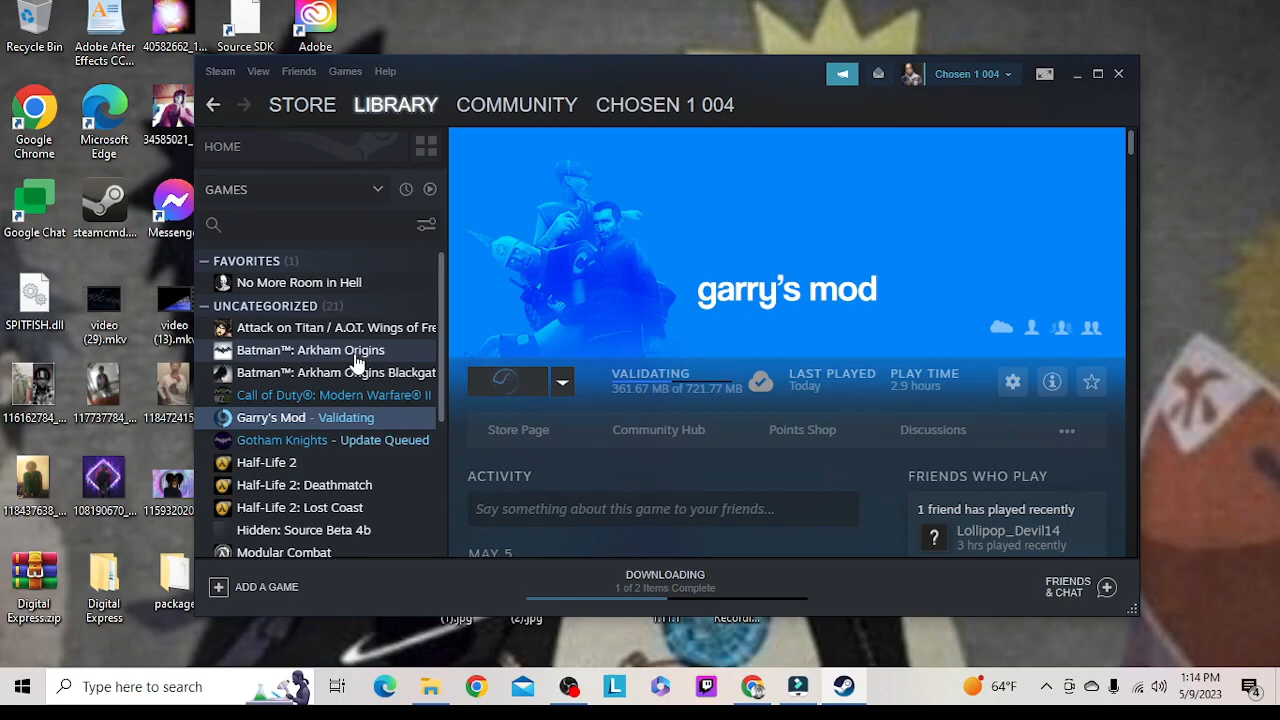 Recycle Bin
Adobe After
Effects CC...
40582662_1...
Source SDK
Adobe
Google
Chrome
Microsoft
Edge
34585021_
Google Chat
steamcmd....
Messenge
SPITFISH.dll
video
(29).mkv
video
(13).mkv
116162784_...
117737784_...
118437638_...
108190670_...
115932020
Digital
Express.zip
Digital
Express
package
Steam View Friends Games Help
Chosen 1 004
STORE LIBRARY COMMUNITY CHOSEN 1 004
HOME
GAMES
FAVORITES (1)
No More Room in Hell
UNCATEGORIZED (21)
Attack on Titan / A.O.T. Wings of Fre
Batman™: Arkham Origins
Batman™: Arkham Origins Blackgat
Call of Duty®: Modern Warfare® II
Garry's Mod - Validating
Gotham Knights - Update Queued
Half-Life 2
Half-Life 2: Deathmatch
Half-Life 2: Lost Coast
Hidden: Source Beta 4b
Modular Combat
garry's mod
VALIDATING
361.67 MB of 721.77 MB
LAST PLAYED
Today
PLAY TIME
2.9 hours
Store Page Community Hub Points Shop Discussions
ACTIVITY
Say something about this game to your friends...
MAY 5
FRIENDS WHO PLAY
1 friend has played recently
?
Lollipop_Devil14
3 hrs played recently
ADD A GAME
DOWNLOADING
1 of 2 Items Complete
FRIENDS
& CHAT
(1).jpg
(2).jpg
Recordi...
Type here to search
64°F
1:14 PM
5/9/2023
4